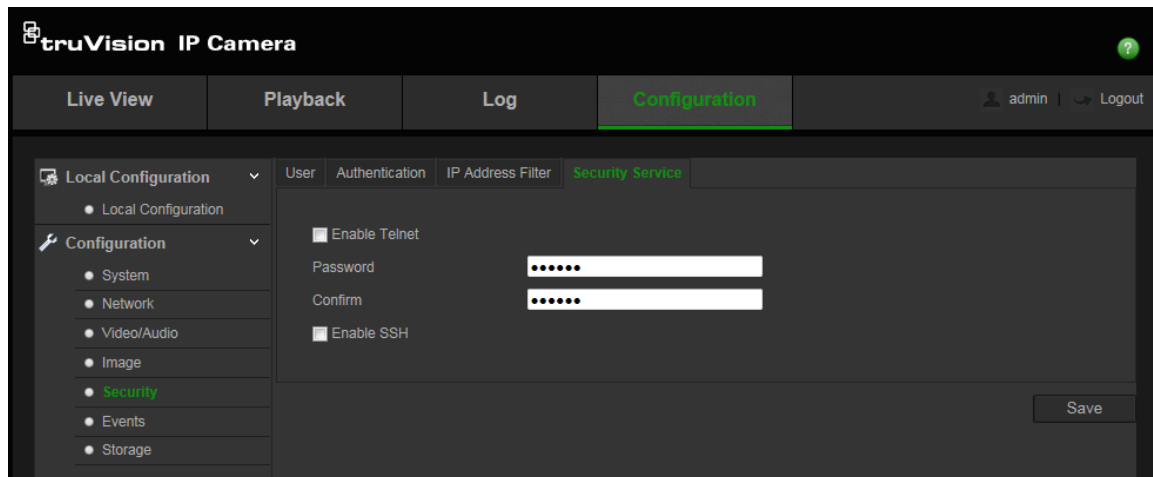 truVision IP Camera
?
Live View Playback Log Configuration admin | Logout
Local Configuration User Authentication IP Address Filter Security Service
Local Configuration
Enable Telnet
Configuration
Password ••••••
System
Confirm ••••••
Network
Video/Audio Enable SSH
Image
Security
Save
Events
Storage